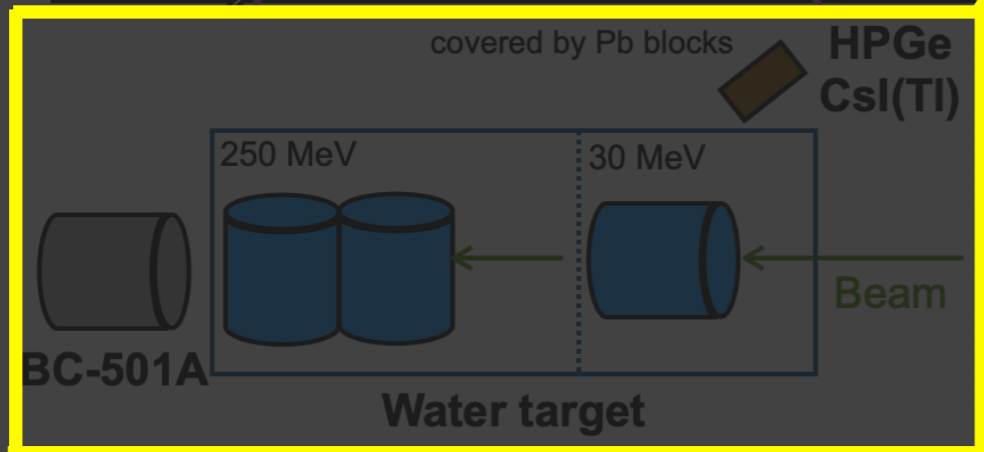 covered by Pb blocks
HPGe
CsI(Tl)
250 MeV
30 MeV
Beam
BC-501A
Water target